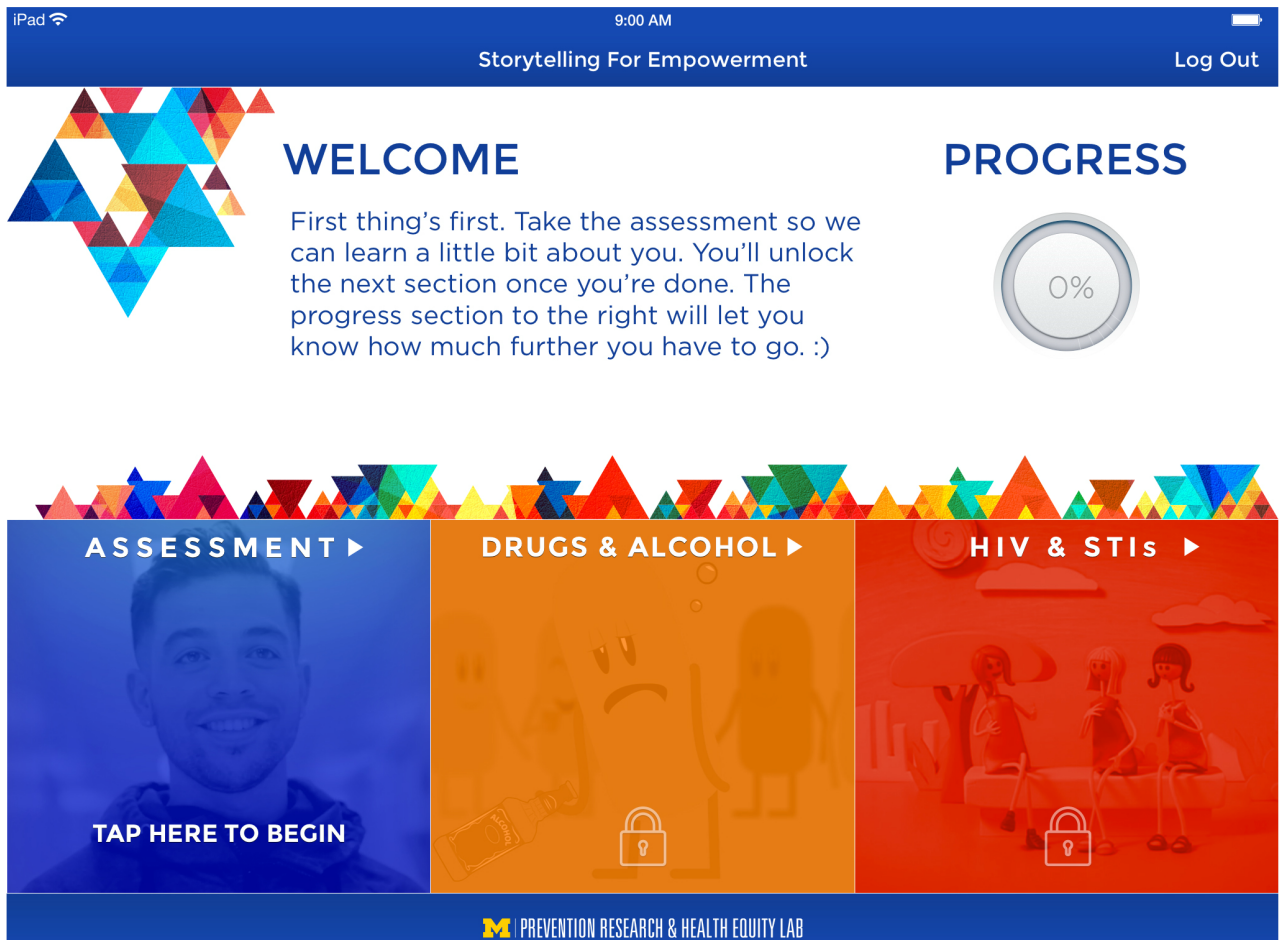 iPad
9:00 AM
Storytelling For Empowerment
Log Out
WELCOME
First thing’s first. Take the assessment so we
can learn a little bit about you. You’ll unlock
the next section once you’re done. The
progress section to the right will let you
know how much further you have to go. :)
PROGRESS
0%
ASSESSMENT
TAP HERE TO BEGIN
DRUGS & ALCOHOL
ALCOHOL
HIV & STIs
M | PREVENTION RESEARCH & HEALTH EQUITY LAB